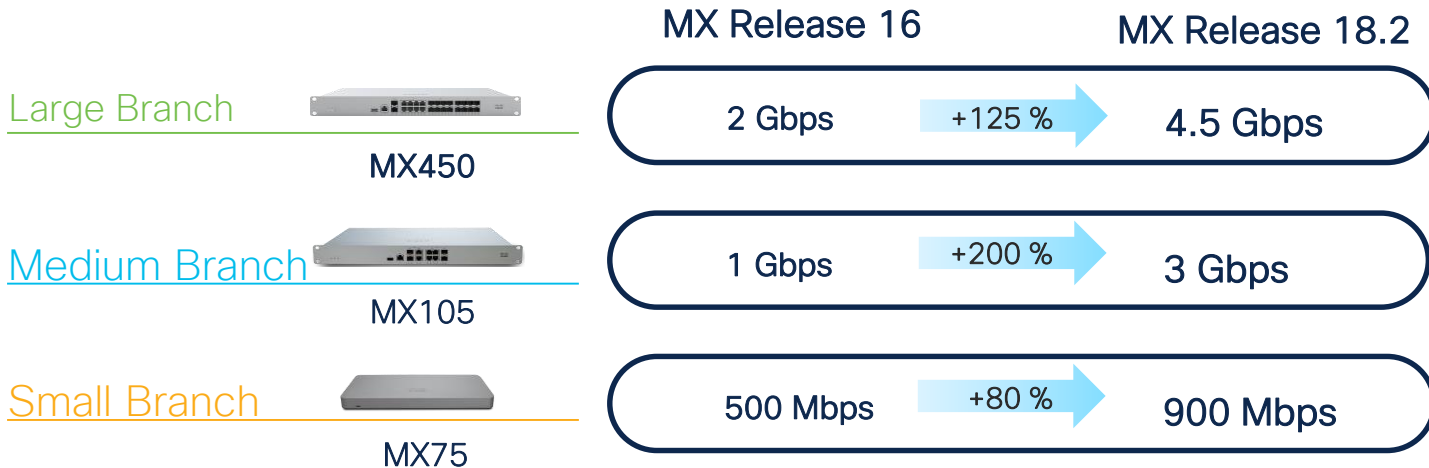 MX Release 16
MX Release 18.2
Large Branch
MX450
2 Gbps
+125 %
4.5 Gbps
Medium Branch
MX105
1 Gbps
+200 %
3 Gbps
Small Branch
MX75
500 Mbps
+80 %
900 Mbps